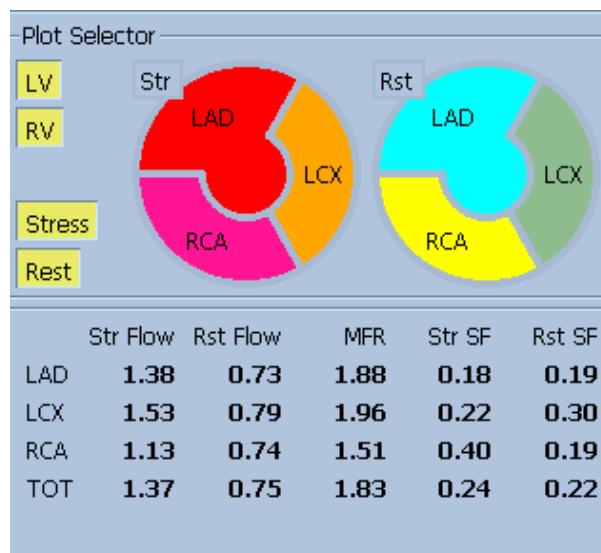 Plot Selector
LV
RV
Stress
Rest
Str
LAD
LCX
RCA
Rst
LAD
LCX
RCA
Str Flow Rst Flow MFR Str SF Rst SF
LAD 1.38 0.73 1.88 0.18 0.19
LCX 1.53 0.79 1.96 0.22 0.30
RCA 1.13 0.74 1.51 0.40 0.19
TOT 1.37 0.75 1.83 0.24 0.22